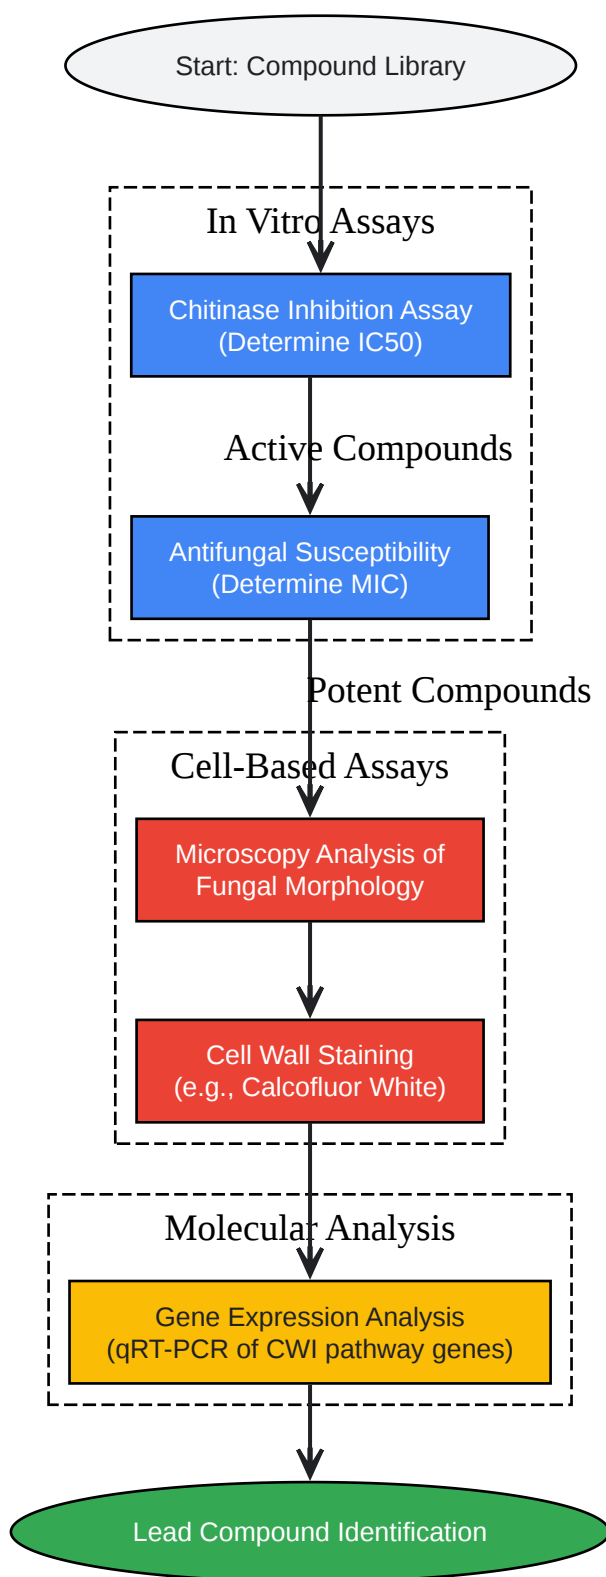 Start: Compound Library
In Vitro Assays
Chitinase Inhibition Assay
(Determine IC50)
Active Compounds
Antifungal Susceptibility
(Determine MIC)
Potent Compounds
Cell-Based Assays
Microscopy Analysis of
Fungal Morphology
Cell Wall Staining
(e.g., Calcofluor White)
Molecular Analysis
Gene Expression Analysis
(qRT-PCR of CWI pathway genes)
Lead Compound Identification